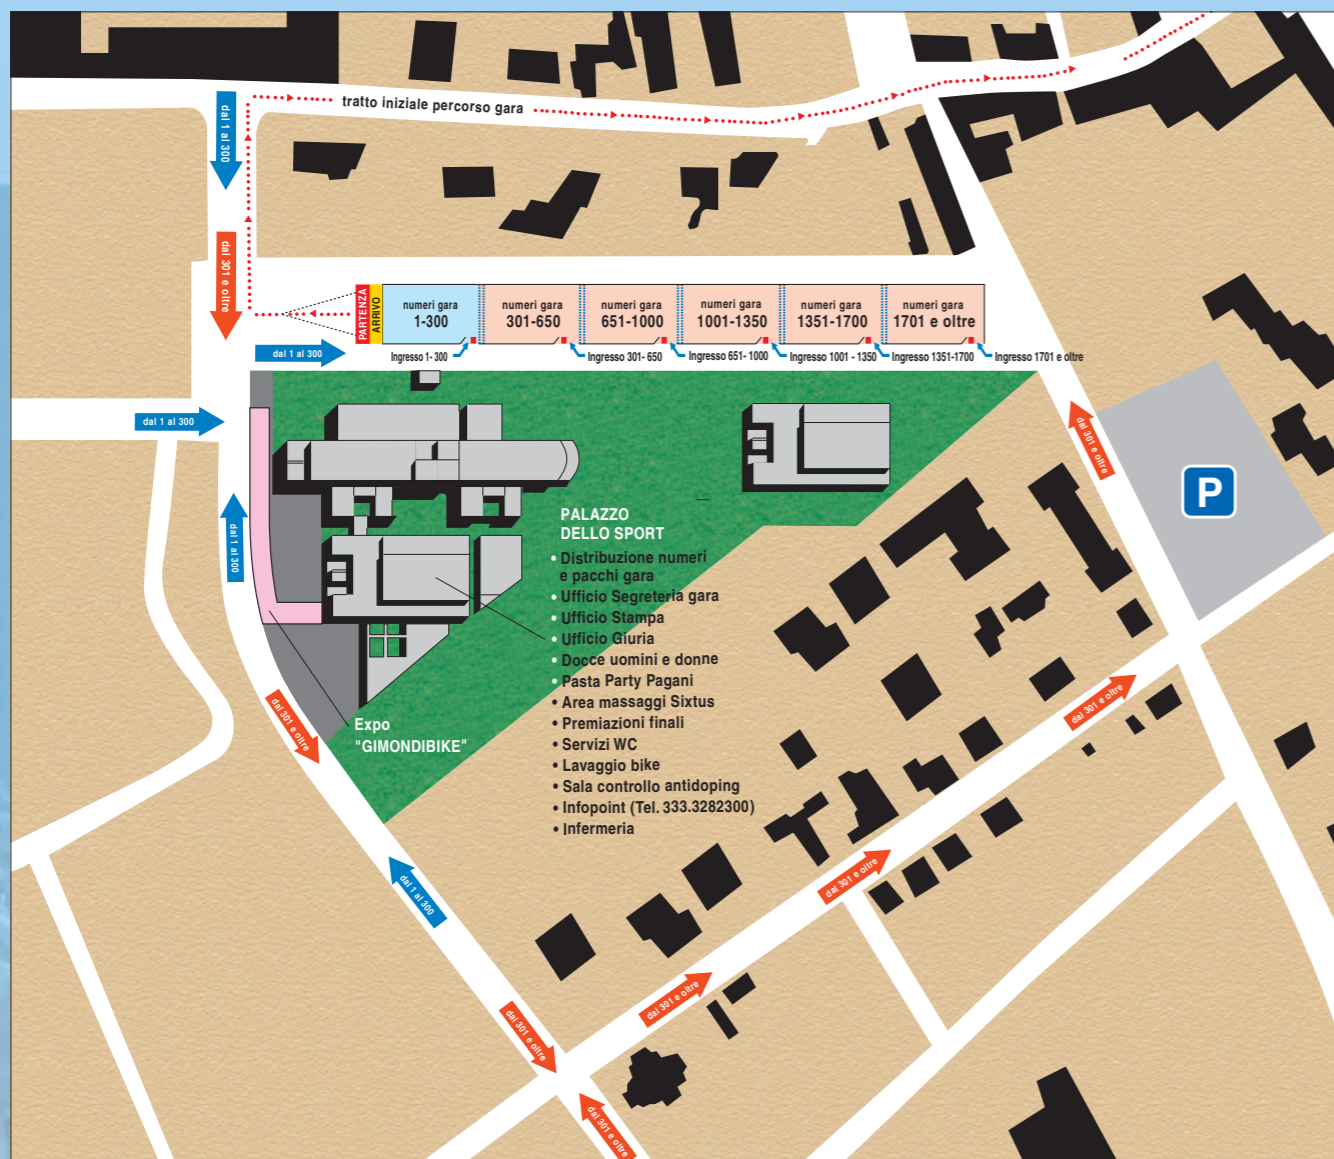 tratto iniziale percorso gara
dal 1 al 300
dal 301 e oltre
PARTENZA
ARRIVO
numeri gara
1-300
numeri gara
301-650
numeri gara
651-1000
numeri gara
1001-1350
numeri gara
1351-1700
numeri gara
1701 e oltre
dal 1 al 300
Ingresso 1- 300
Ingresso 301- 650
Ingresso 651- 1000
Ingresso 1001 - 1350
Ingresso 1351-1700
Ingresso 1701 e oltre
dal 1 al 300
dal 301 e oltre
P
dal 1 al 300
PALAZZO
DELLO SPORT
• Distribuzione numeri
e pacchi gara
• Ufficio Segreteria gara
• Ufficio Stampa
• Ufficio Giuria
• Docce uomini e donne
• Pasta Party Pagani
• Area massaggi Sixtus
• Premiazioni finali
• Servizi WC
• Lavaggio bike
• Sala controllo antidoping
• Infopoint (Tel. 333.3282300)
• Infermeria
Expo
"GIMONDIBIKE"
dal 301 e oltre
dal 301 e oltre
dal 301 e oltre
dal 1 al 300
dal 301 e oltre
dal 301 e oltre
dal 301 e oltre